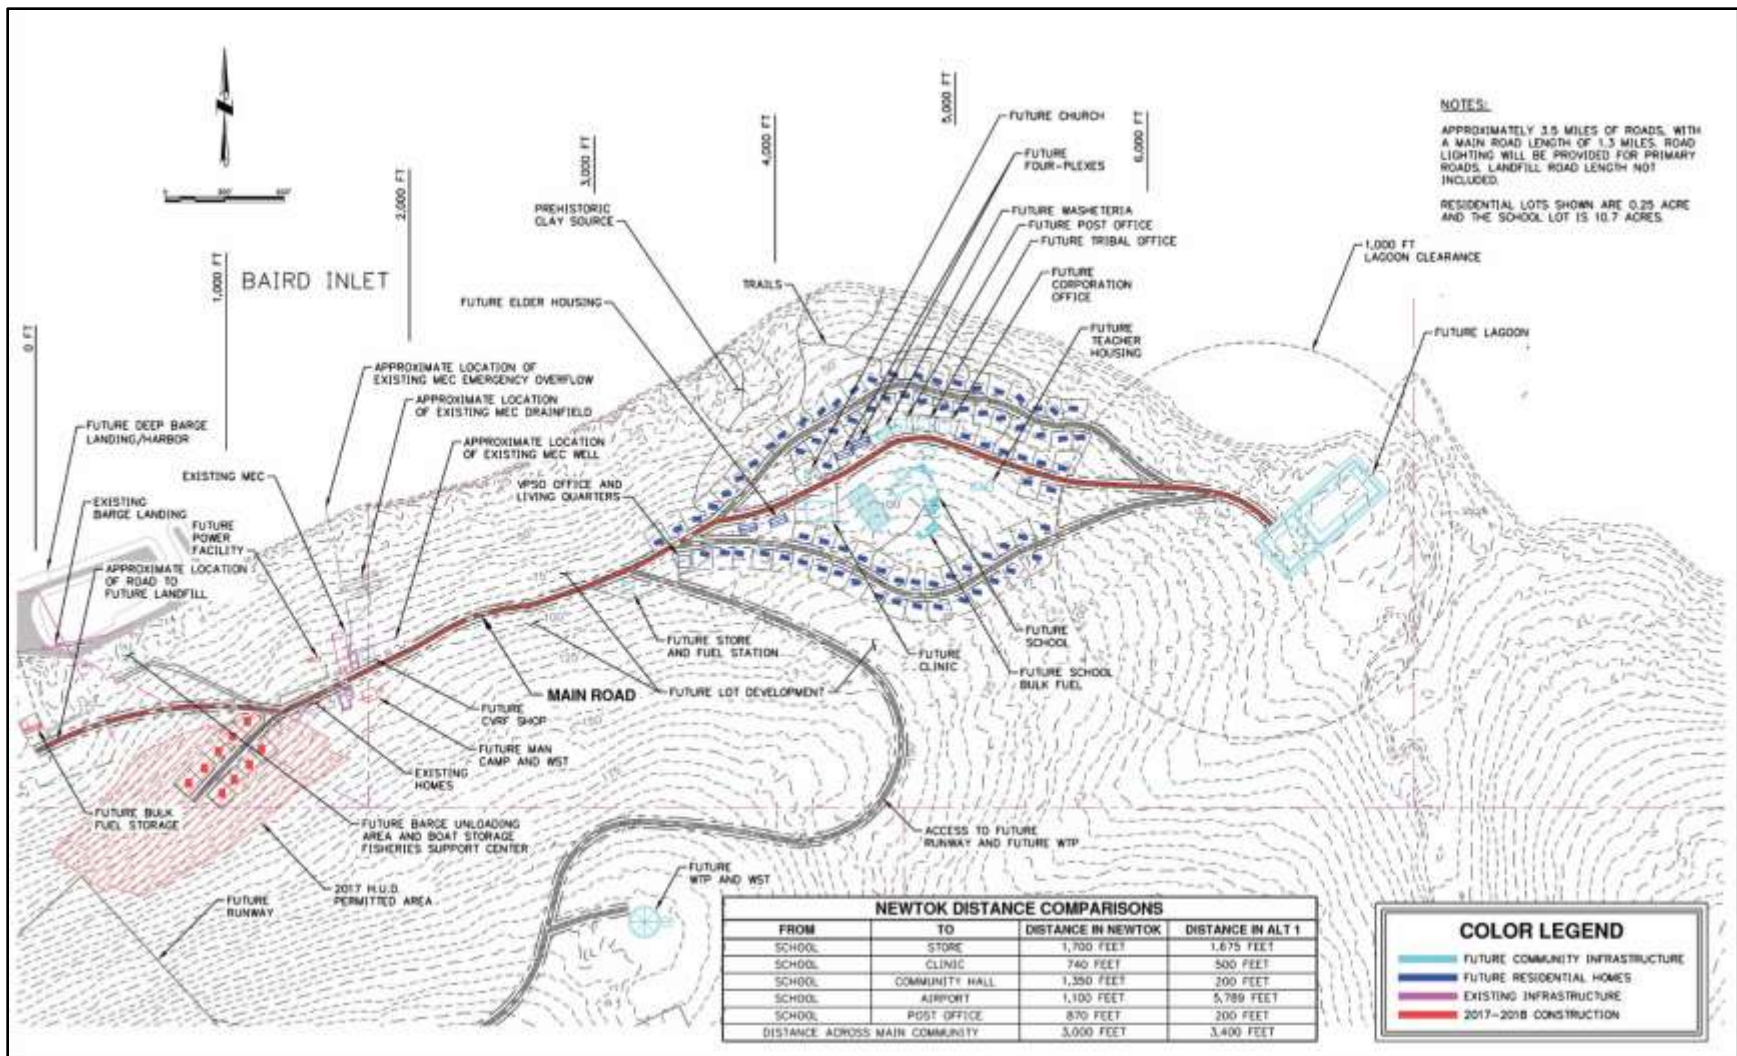 0 FT
1,000 FT
2,000 FT
3,000 FT
4,000 FT
5,000 FT
6,000 FT
BAIRD INLET
NOTES:
APPROXIMATELY 3.5 MILES OF ROADS, WITH
A MAIN ROAD LENGTH OF 1.3 MILES. ROAD
LIGHTING WILL BE PROVIDED FOR PRIMARY
ROADS. LANDFILL ROAD LENGTH NOT
INCLUDED.
RESIDENTIAL LOTS SHOWN ARE 0.25 ACRE
AND THE SCHOOL LOT IS 10.7 ACRES.
FUTURE CHURCH
FUTURE
FOUR-PLEXES
FUTURE WASHETERIA
FUTURE POST OFFICE
FUTURE TRIBAL OFFICE
FUTURE
CORPORATION
OFFICE
FUTURE
TEACHER
HOUSING
1,000 FT
LAGOON CLEARANCE
FUTURE LAGOON
PREHISTORIC
CLAY SOURCE
TRAILS
FUTURE ELDER HOUSING
APPROXIMATE LOCATION OF
EXISTING MEC EMERGENCY OVERFLOW
APPROXIMATE LOCATION
OF EXISTING MEC DRAINFIELD
APPROXIMATE LOCATION
OF EXISTING MEC WELL
VPSO OFFICE AND
LIVING QUARTERS
FUTURE DEEP BARGE
LANDING/HARBOR
EXISTING MEC
EXISTING
BARGE LANDING
FUTURE
POWER
FACILITY
APPROXIMATE LOCATION
OF ROAD TO
FUTURE LANDFILL
FUTURE STORE
AND FUEL STATION
FUTURE
CLINIC
FUTURE
SCHOOL
FUTURE SCHOOL
BULK FUEL
MAIN ROAD
FUTURE LOT DEVELOPMENT
FUTURE
CVRF SHOP
FUTURE MAN
CAMP AND WST
EXISTING
HOMES
FUTURE BULK
FUEL STORAGE
FUTURE BARGE UNLOADING
AREA AND BOAT STORAGE
FISHERIES SUPPORT CENTER
ACCESS TO FUTURE
RUNWAY AND FUTURE WTP
2017 H.U.D.
PERMITTED AREA
FUTURE
RUNWAY
FUTURE
WTP AND WST
NEWTOK DISTANCE COMPARISONS
FROM TO DISTANCE IN NEWTOK DISTANCE IN ALT 1
SCHOOL STORE 1,700 FEET 1,675 FEET
SCHOOL CLINIC 740 FEET 500 FEET
SCHOOL COMMUNITY HALL 1,350 FEET 200 FEET
SCHOOL AIRPORT 1,100 FEET 5,789 FEET
SCHOOL POST OFFICE 870 FEET 200 FEET
DISTANCE ACROSS MAIN COMMUNITY 3,000 FEET 3,400 FEET
COLOR LEGEND
FUTURE COMMUNITY INFRASTRUCTURE
FUTURE RESIDENTIAL HOMES
EXISTING INFRASTRUCTURE
2017-2018 CONSTRUCTION